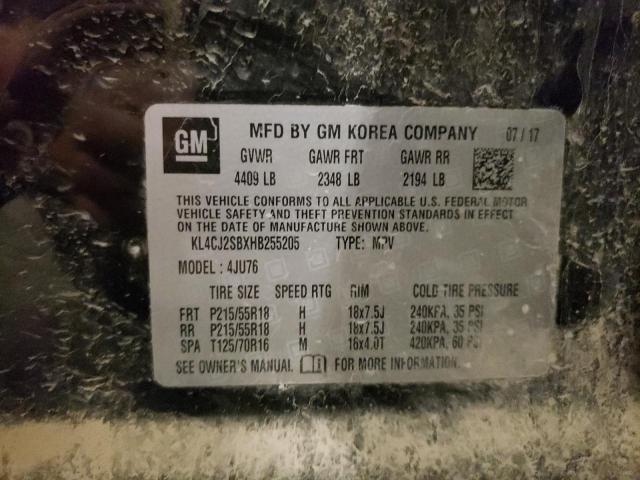 GM MFD BY GM KOREA COMPANY 07/17
GVWR GAWR FRT GAWR RR
4409 LB 2348 LB 2194 LB
THIS VEHICLE CONFORMS TO ALL APPLICABLE U.S. FEDERAL MOTOR
VEHICLE SAFETY AND THEFT PREVENTION STANDARDS IN EFFECT
ON THE DATE OF MANUFACTURE SHOWN ABOVE.
KL4CJ2SBXHB255205 TYPE: MPV
MODEL: 4JU76
TIRE SIZE SPEED RTG RIM COLD TIRE PRESSURE
FRT P215/55R18 H 18x7.5J 240KPA, 35 PSI
RR P215/55R18 H 18x7.5J 240KPA, 35 PSI
SPA T125/70R16 M 16x4.0T 420KPA, 60 PSI
SEE OWNER'S MANUAL FOR MORE INFORMATION.